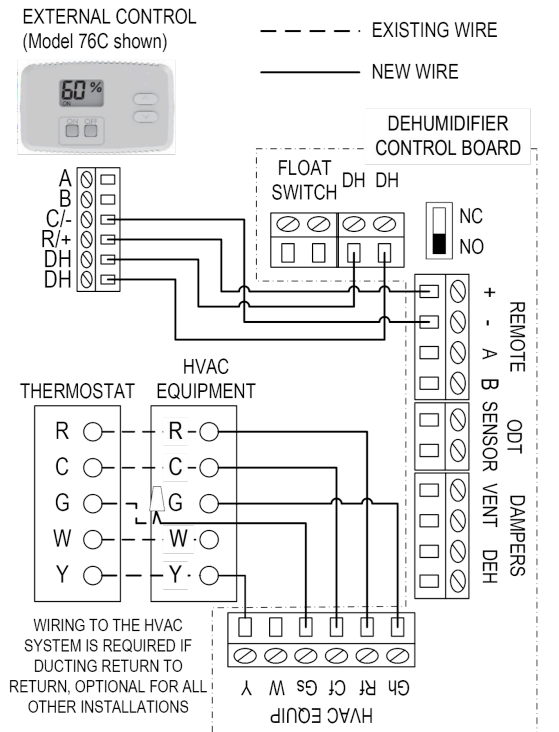 EXTERNAL CONTROL
(Model 76C shown)
EXISTING WIRE
NEW WIRE
60%
ON
ON OFF
DEHUMIDIFIER
CONTROL BOARD
FLOAT
SWITCH
DH DH
NC
NO
A
B
C/-
R/+
DH
DH
+
-
A
B
REMOTE
ODT
SENSOR
DAMPERS
VENT
DEH
THERMOSTAT
HVAC
EQUIPMENT
R
C
G
W
Y
R
C
G
W
Y
WIRING TO THE HVAC
SYSTEM IS REQUIRED IF
DUCTING RETURN TO
RETURN, OPTIONAL FOR ALL
OTHER INSTALLATIONS
Y W Gs Cf Rf Gh
HVAC EQUIP